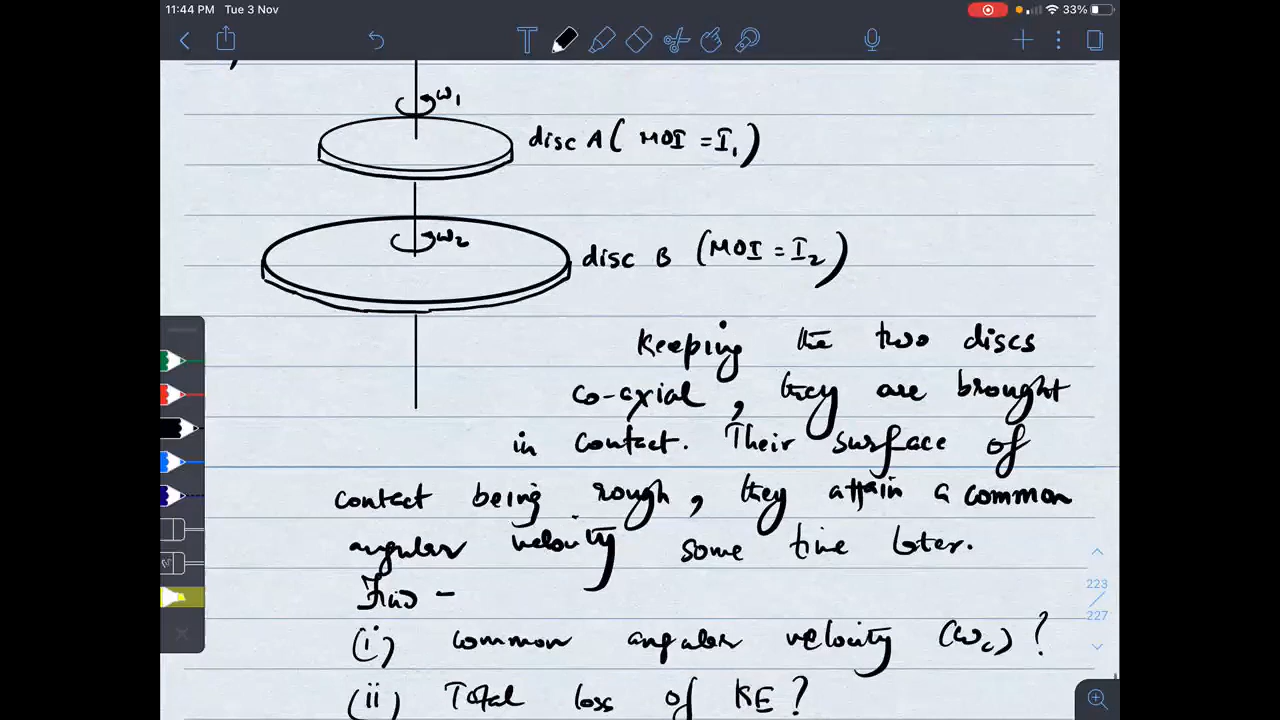 11:44 PM Tue 3 Nov 33%
T
ω1
disc A ( MOI = I1 )
ω2
disc B (MOI = I2 )
Keeping the two discs
co-axial, they are brought
in contact. Their surface of
contact being rough, they attain a common
angular velocity some time later.
Find -
223
227
(i) common angular velocity (ωc) ?
(ii) Total loss of KE ?